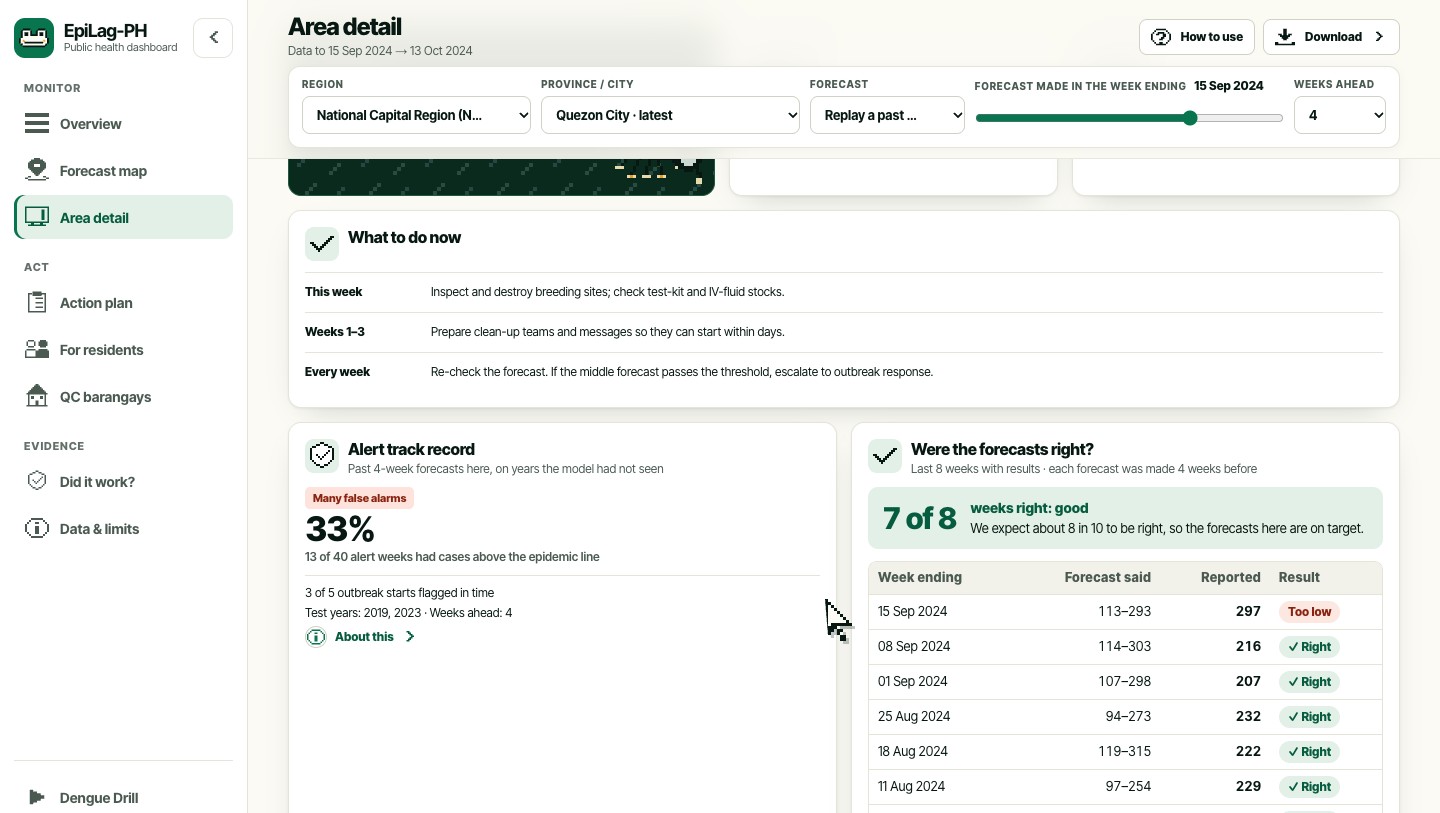 EpiLag-PH
Public health dashboard
MONITOR
Overview
Forecast map
Area detail
ACT
Action plan
For residents
QC barangays
EVIDENCE
Did it work?
Data & limits
Dengue Drill
Area detail
Data to 15 Sep 2024 → 13 Oct 2024
How to use
Download
REGION
National Capital Region (N...
PROVINCE / CITY
Quezon City · latest
FORECAST
Replay a past ...
FORECAST MADE IN THE WEEK ENDING 15 Sep 2024
WEEKS AHEAD
4
What to do now
This week Inspect and destroy breeding sites; check test-kit and IV-fluid stocks.
Weeks 1–3 Prepare clean-up teams and messages so they can start within days.
Every week Re-check the forecast. If the middle forecast passes the threshold, escalate to outbreak response.
Alert track record
Past 4-week forecasts here, on years the model had not seen
Many false alarms
33%
13 of 40 alert weeks had cases above the epidemic line
3 of 5 outbreak starts flagged in time
Test years: 2019, 2023 · Weeks ahead: 4
About this
Were the forecasts right?
Last 8 weeks with results · each forecast was made 4 weeks before
7 of 8
weeks right: good
We expect about 8 in 10 to be right, so the forecasts here are on target.
Week ending Forecast said Reported Result
15 Sep 2024 113–293 297 Too low
08 Sep 2024 114–303 216 ✓ Right
01 Sep 2024 107–298 207 ✓ Right
25 Aug 2024 94–273 232 ✓ Right
18 Aug 2024 119–315 222 ✓ Right
11 Aug 2024 97–254 229 ✓ Right